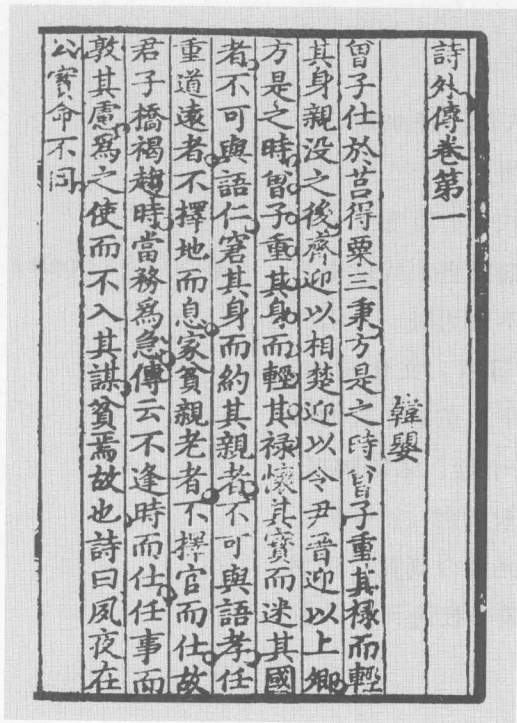 詩外傳卷第一
韓嬰
曾子仕於莒得粟三秉方是之時曾子重其祿而輕
其身親沒之後齊迎以相楚迎以令尹晉迎以上卿
方是之時曾子重其身而輕其祿懷其寳而迷其國
者不可與語仁窘其身而約其親者不可與語孝任
重道遠者不擇地而息家貧親老者不擇官而仕故
君子橋褐趨時當務爲急傳云不逢時而仕任事而
敦其慮爲之使而不入其謀貧焉故也詩曰夙夜在
公寔命不同